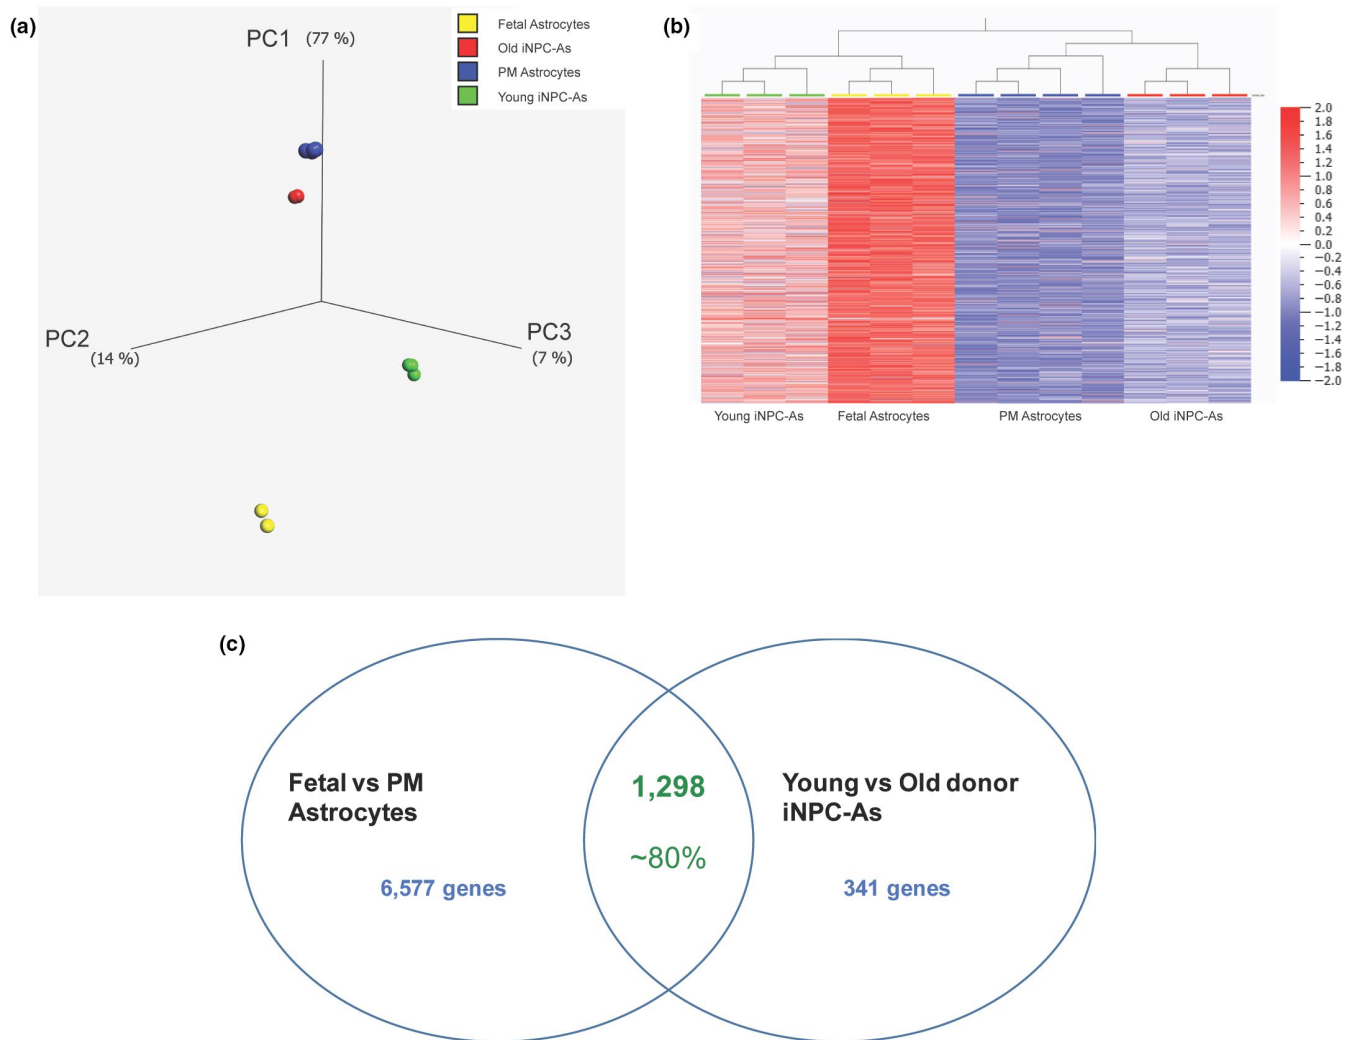 (a)
PC1 (77 %)
Fetal Astrocytes
Old iNPC-As
PM Astrocytes
Young iNPC-As
PC2
(14 %)
PC3
(7 %)
(b)
2.0
1.8
1.6
1.4
1.2
1.0
0.8
0.6
0.4
0.2
0.0
−0.2
−0.4
−0.6
−0.8
−1.0
−1.2
−1.4
−1.6
−1.8
−2.0
Young iNPC-As
Fetal Astrocytes
PM Astrocytes
Old iNPC-As
(c)
Fetal vs PM
Astrocytes
6,577 genes
1,298
~80%
Young vs Old donor
iNPC-As
341 genes